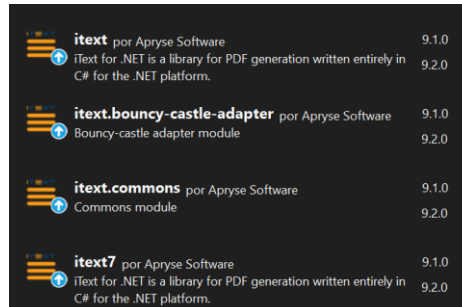 itext por Apryse Software 9.1.0
iText for .NET is a library for PDF generation written entirely in 9.2.0
C# for the .NET platform.
itext.bouncy-castle-adapter por Apryse Software 9.1.0
Bouncy-castle adapter module 9.2.0
itext.commons por Apryse Software 9.1.0
Commons module 9.2.0
itext7 por Apryse Software 9.1.0
iText for .NET is a library for PDF generation written entirely in 9.2.0
C# for the .NET platform.